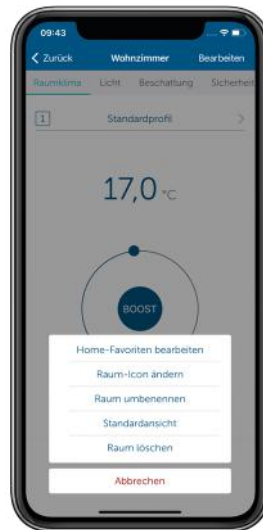 09:43
Zurück Wohnzimmer Bearbeiten
Raumklima Licht Beschattung Sicherheit
1 Standardprofil
17,0 °C
BOOST
Home-Favoriten bearbeiten
Raum-Icon ändern
Raum umbenennen
Standardansicht
Raum löschen
Abbrechen